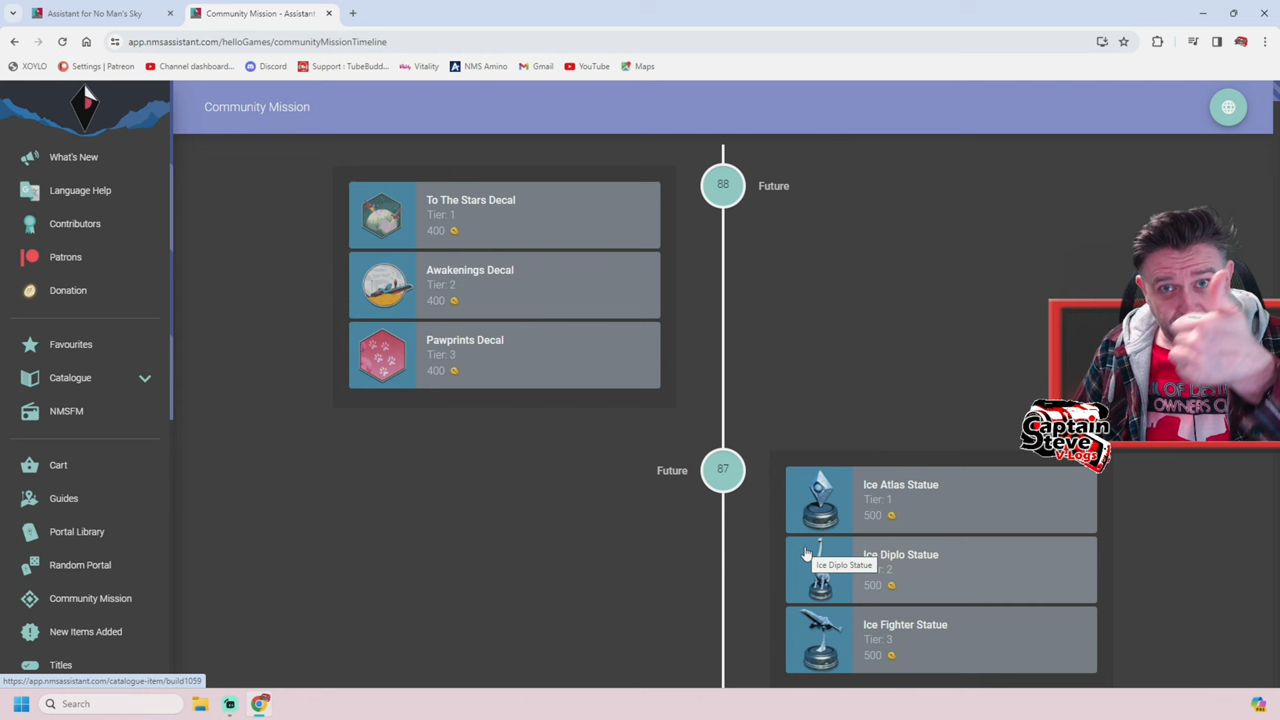 Assistant for No Man's Sky
Community Mission - Assistant
app.nmsassistant.com/helloGames/communityMissionTimeline
XOYLO
Settings | Patreon
Channel dashboard...
Discord
Support : TubeBudd...
Vitality
NMS Amino
Gmail
YouTube
Maps
Community Mission
What's New
Language Help
Contributors
Patrons
Donation
Favourites
Catalogue
NMSFM
Cart
Guides
Portal Library
Random Portal
Community Mission
New Items Added
Titles
88
Future
To The Stars Decal
Tier: 1
400
Awakenings Decal
Tier: 2
400
Pawprints Decal
Tier: 3
400
Future
87
Ice Atlas Statue
Tier: 1
500
Ice Diplo Statue
Ice Diplo Statue
r: 2
500
Ice Fighter Statue
Tier: 3
500
OF DEST
OWNERS
Captain
Steve
V-Logs
https://app.nmsassistant.com/catalogue-item/build1059
Search